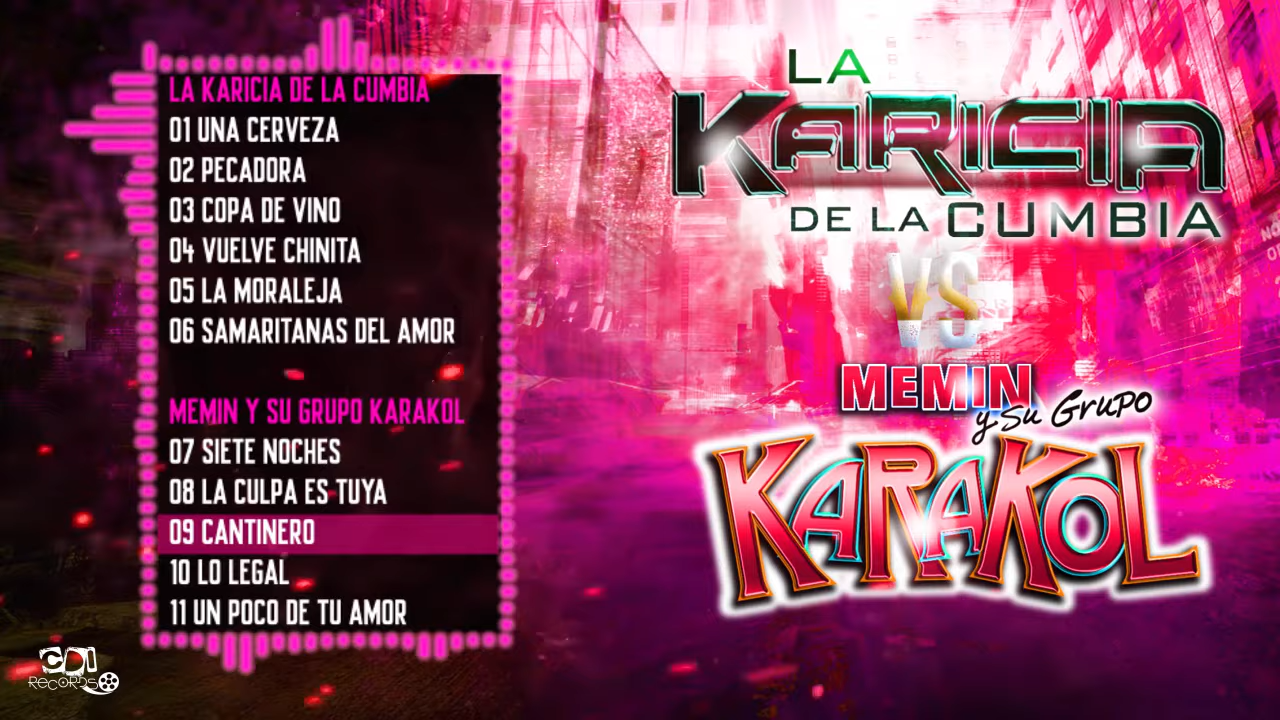 LA KARICIA DE LA CUMBIA
01 UNA CERVEZA
02 PECADORA
03 COPA DE VINO
04 VUELVE CHINITA
05 LA MORALEJA
06 SAMARITANAS DEL AMOR
MEMIN Y SU GRUPO KARAKOL
07 SIETE NOCHES
08 LA CULPA ES TUYA
09 CANTINERO
10 LO LEGAL
11 UN POCO DE TU AMOR
CDI
RECORDS
LA
KARICIA
DE LA CUMBIA
VS
MEMIN
y Su Grupo
KARAKOL